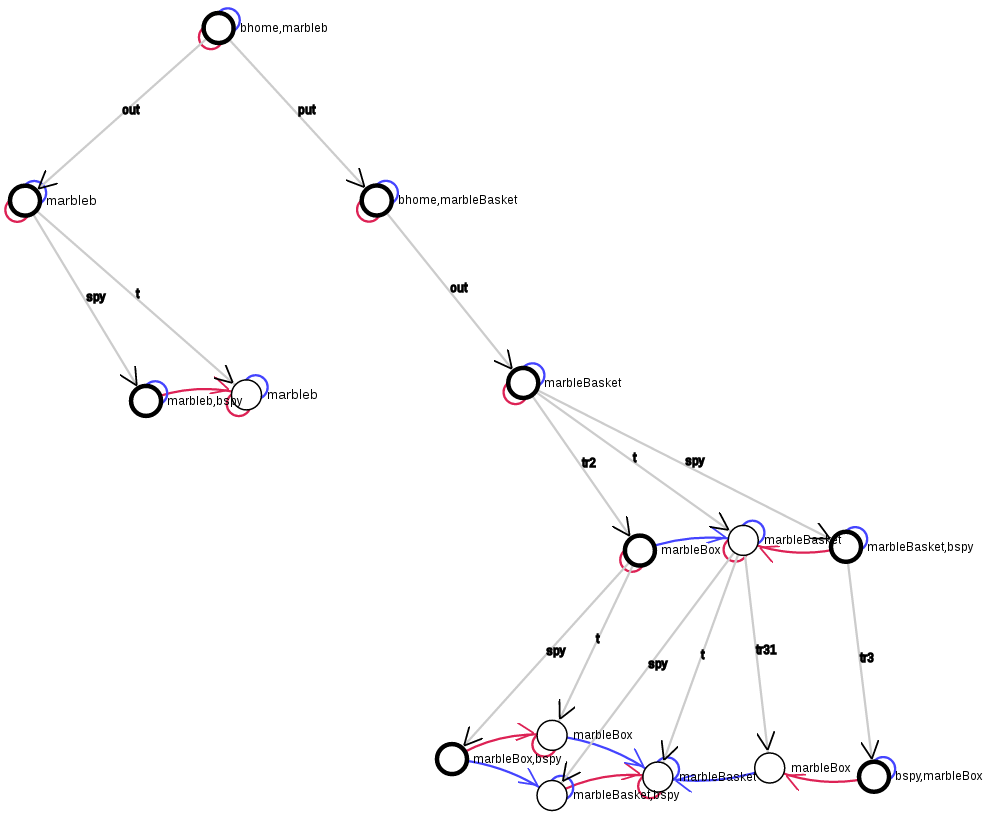 bhome,marbleb
out
put
marbleb
bhome,marbleBasket
spy
t
out
marbleb,bspy
marbleb
marbleBasket
tr2
t
spy
marbleBox
marbleBasket
marbleBasket,bspy
spy
t
spy
t
tr31
tr3
marbleBox
marbleBox,bspy
marbleBasket,bspy
marbleBasket
marbleBox
bspy,marbleBox